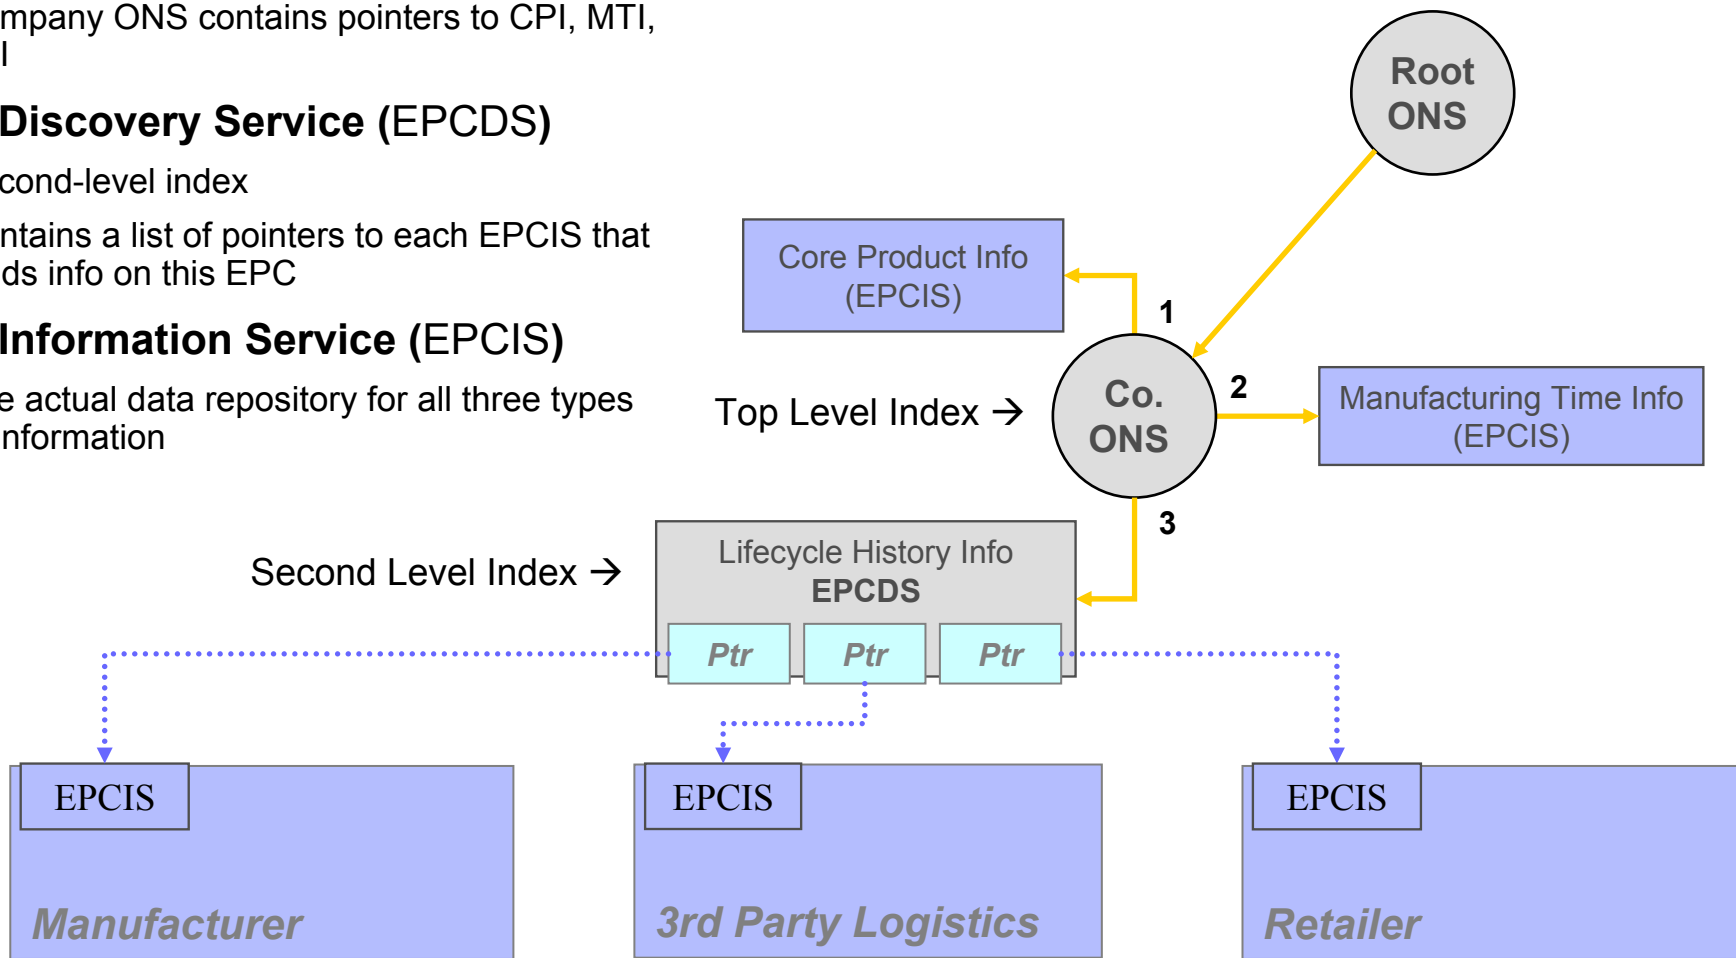 mpany ONS contains pointers to CPI, MTI,
I
Discovery Service (EPCDS)
cond-level index
ntains a list of pointers to each EPCIS that
ds info on this EPC
Information Service (EPCIS)
e actual data repository for all three types
nformation
Root
ONS
Core Product Info
(EPCIS)
1
Co.
ONS
2
Manufacturing Time Info
(EPCIS)
Top Level Index →
3
Lifecycle History Info
EPCDS
Second Level Index →
Ptr
Ptr
Ptr
EPCIS
Manufacturer
EPCIS
3rd Party Logistics
EPCIS
Retailer